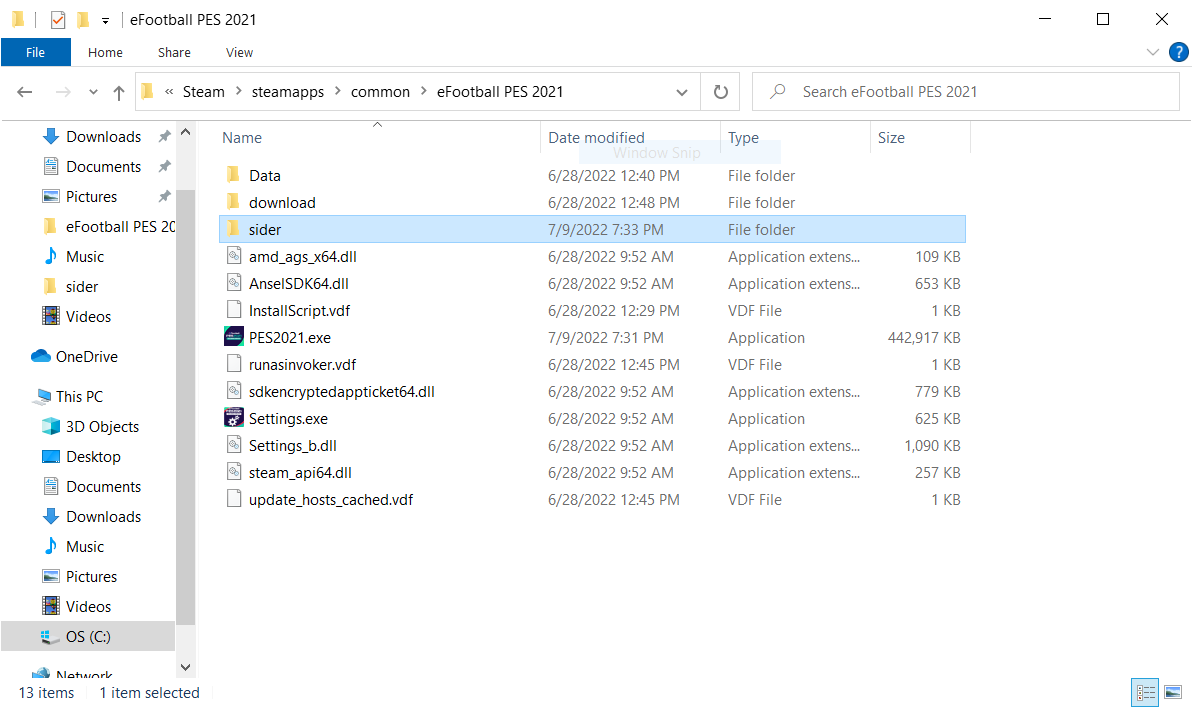 eFootball PES 2021
File Home Share View
« Steam > steamapps > common > eFootball PES 2021 Search eFootball PES 2021
Downloads
Documents
Pictures
eFootball PES 20
Music
sider
Videos
OneDrive
This PC
3D Objects
Desktop
Documents
Downloads
Music
Pictures
Videos
OS (C:)
Network
Name Date modified Type Size
Window Snip
Data 6/28/2022 12:40 PM File folder
download 6/28/2022 12:48 PM File folder
sider 7/9/2022 7:33 PM File folder
amd_ags_x64.dll 6/28/2022 9:52 AM Application extens... 109 KB
AnselSDK64.dll 6/28/2022 9:52 AM Application extens... 653 KB
InstallScript.vdf 6/28/2022 12:29 PM VDF File 1 KB
PES2021.exe 7/9/2022 7:31 PM Application 442,917 KB
runasinvoker.vdf 6/28/2022 12:45 PM VDF File 1 KB
sdkencryptedappticket64.dll 6/28/2022 9:52 AM Application extens... 779 KB
Settings.exe 6/28/2022 9:52 AM Application 625 KB
Settings_b.dll 6/28/2022 9:52 AM Application extens... 1,090 KB
steam_api64.dll 6/28/2022 9:52 AM Application extens... 257 KB
update_hosts_cached.vdf 6/28/2022 12:45 PM VDF File 1 KB
13 items 1 item selected